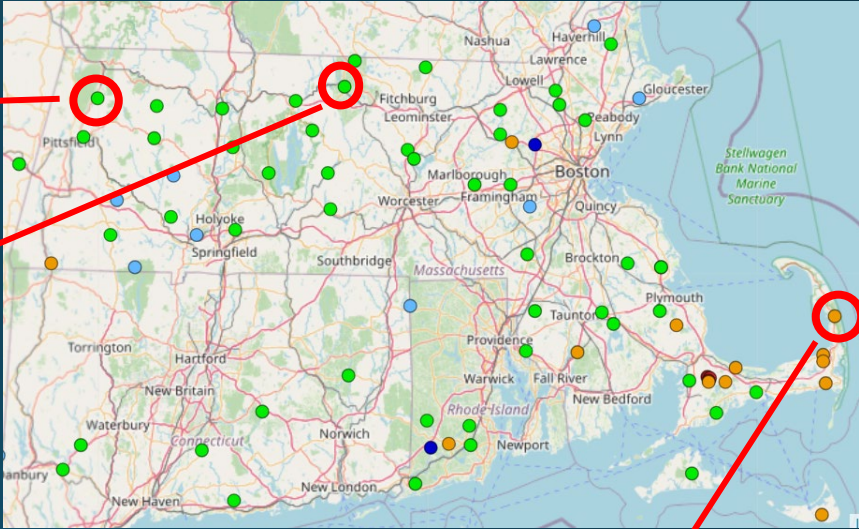 Nashua
Haverhill
Lawrence
Lowell
Gloucester
Fitchburg
Leominster
Peabody
Lynn
Pittsfield
Stellwagen
Bank National
Marine
Sanctuary
Marlborough
Boston
Framingham
Worcester
Quincy
Holyoke
Springfield
Southbridge
Massachusetts
Brockton
Plymouth
Taunton
Torrington
Hartford
Providence
Warwick
Fall River
New Britain
New Bedford
Rhode Island
Waterbury
Norwich
Connecticut
Newport
Danbury
New London
New Haven